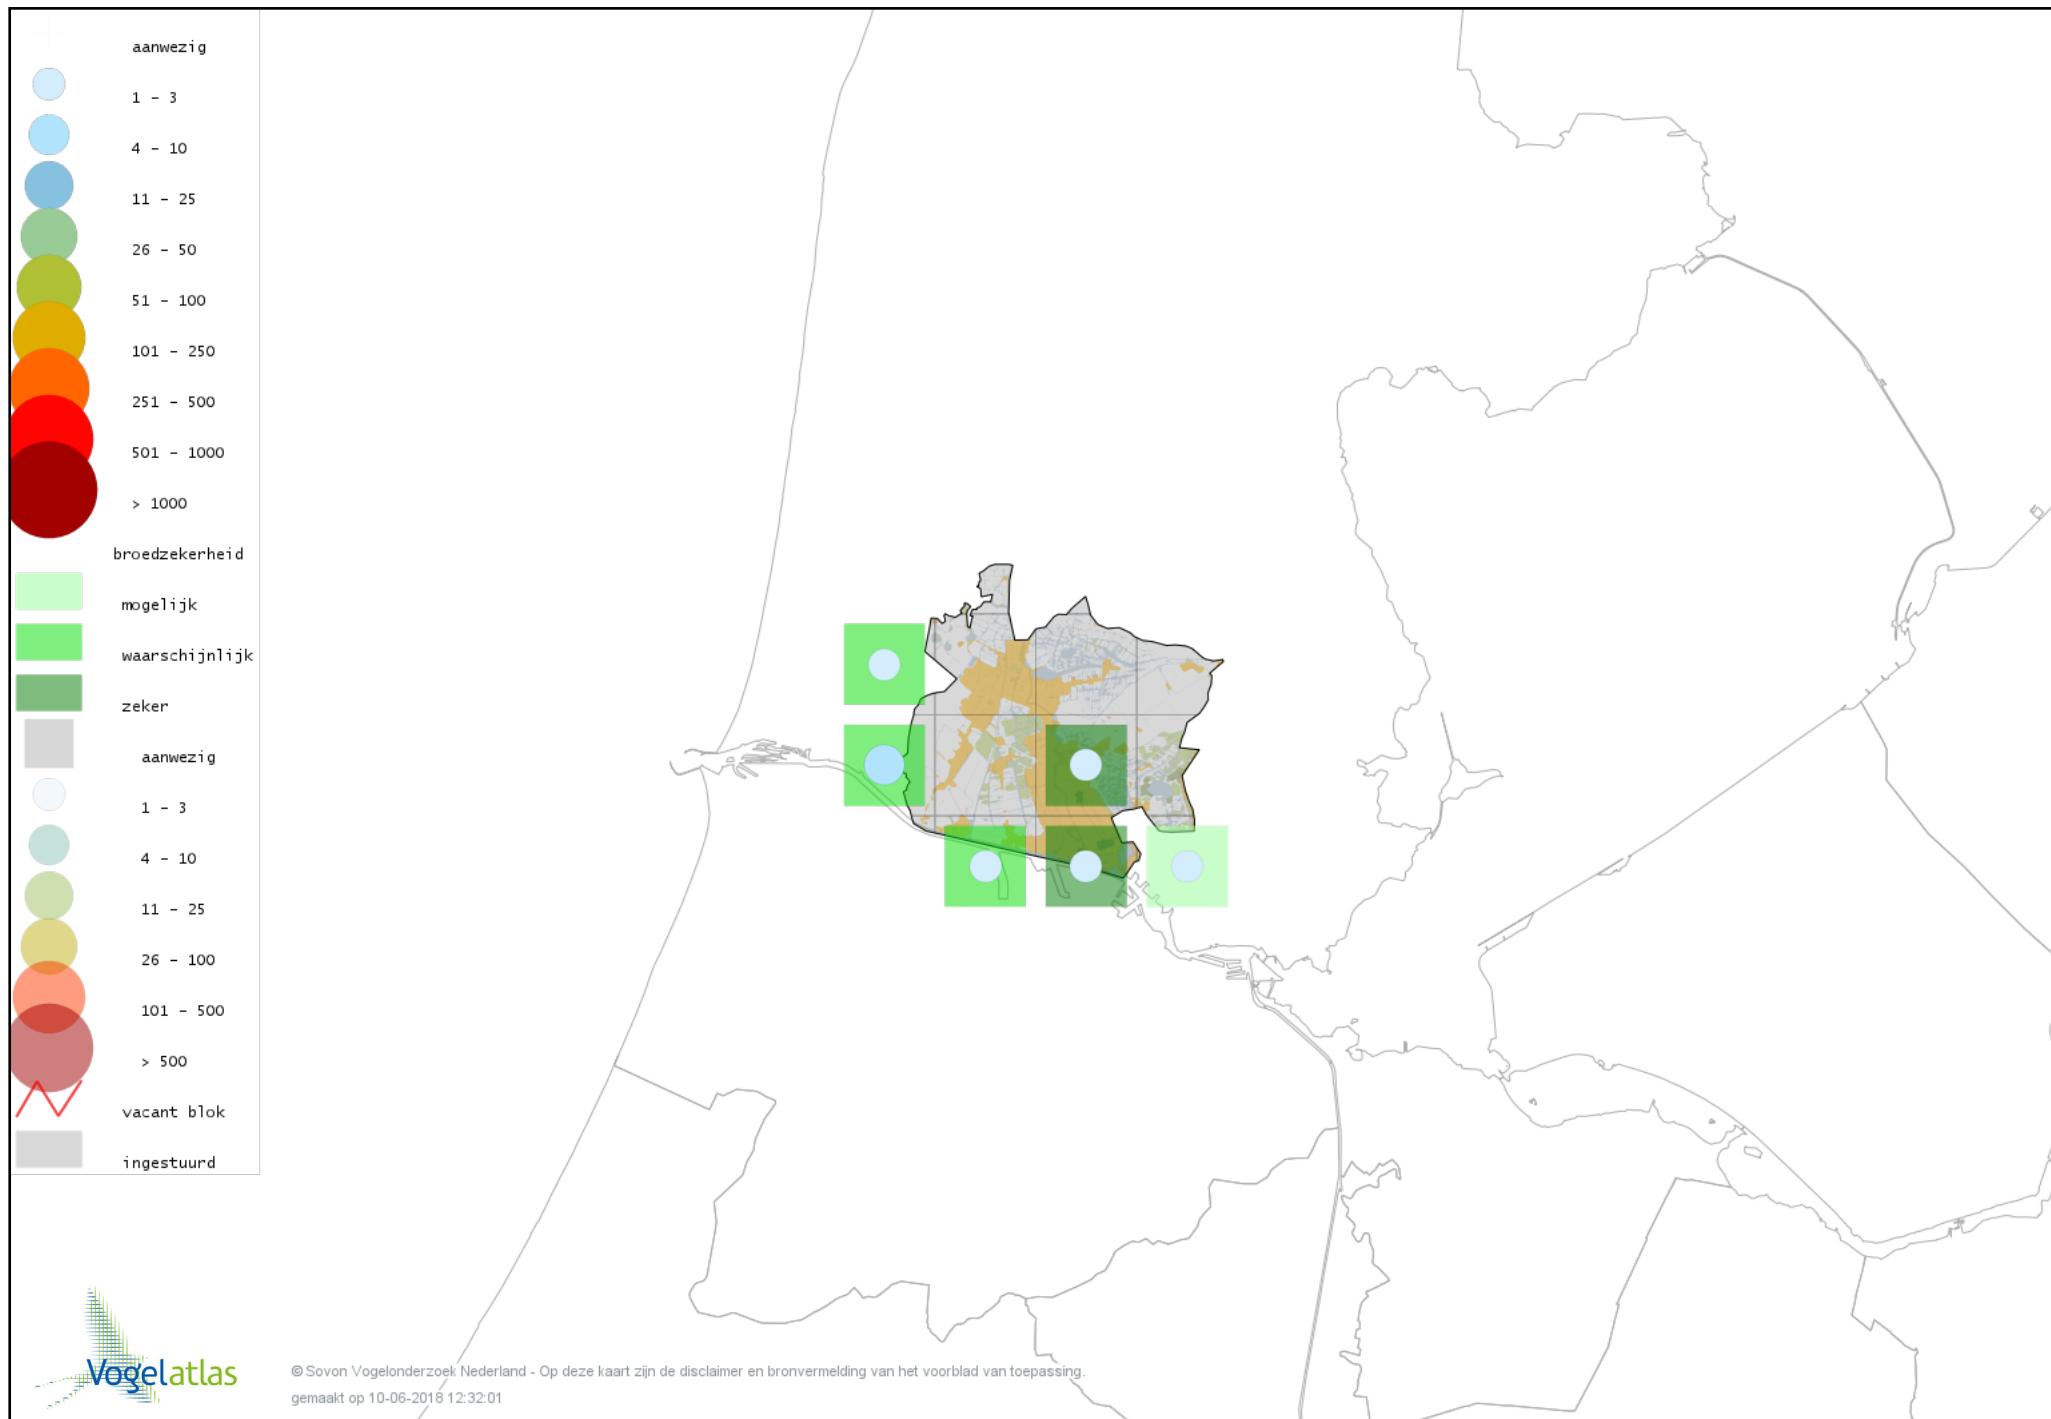 aanwezig
1 - 3
4 - 10
11 - 25
26 - 50
51 - 100
101 - 250
251 - 500
501 - 1000
> 1000
broedzekerheid
mogelijk
waarschijnlijk
zeker
aanwezig
1 - 3
4 - 10
11 - 25
26 - 100
101 - 500
> 500
vacant blok
ingestuurd
Vogelatlas
© Sovon Vogelonderzoek Nederland - Op deze kaart zijn de disclaimer en bronvermelding van het voorblad van toepassing.
gemaakt op 10-06-2018 12:32:01